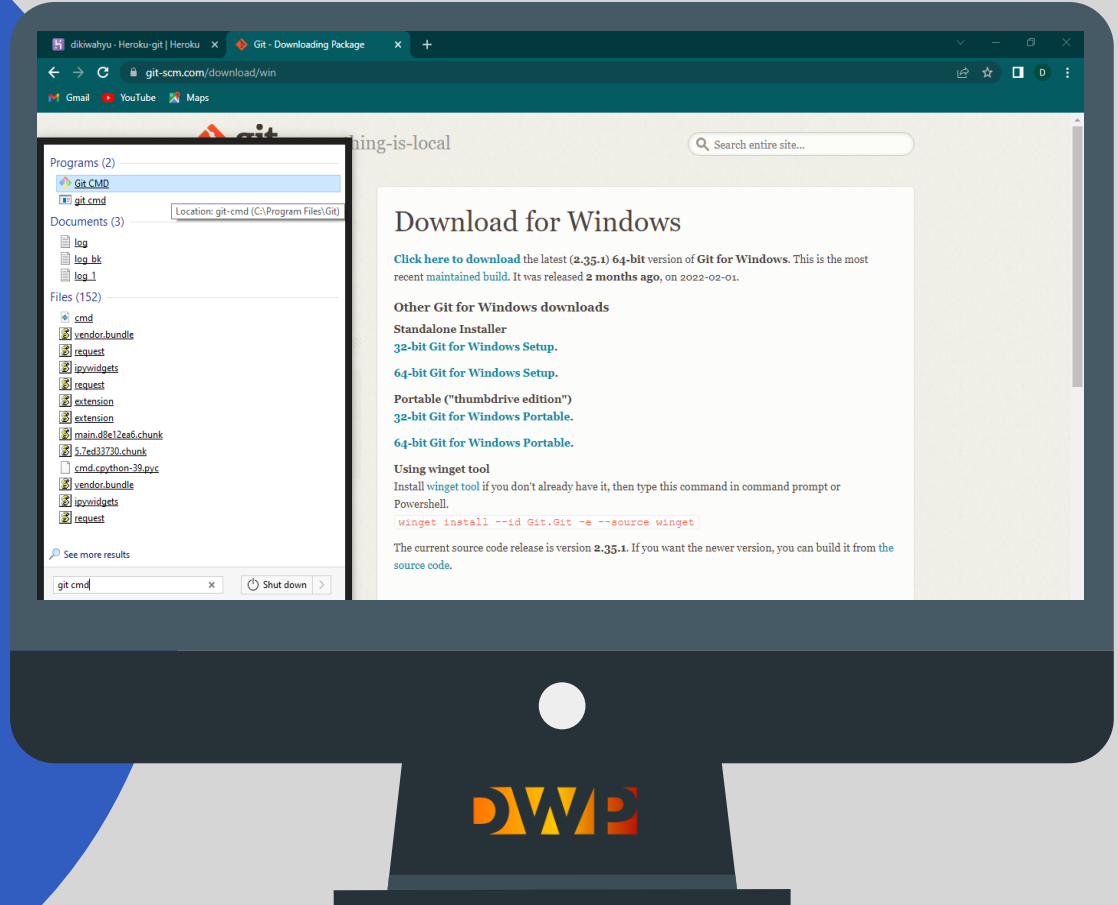 dikiwahyu · Heroku-git | Heroku
Git - Downloading Package
git-scm.com/download/win
D
Gmail
YouTube
Maps
git
hing-is-local
Search entire site...
Programs (2)
Git CMD
git cmd
Location: git-cmd (C:\Program Files\Git)
Documents (3)
log
log_bk
log_1
Files (152)
cmd
vendor.bundle
request
ipywidgets
request
extension
extension
main.d8e12ea6.chunk
5.7ed33730.chunk
cmd.cpython-39.pyc
vendor.bundle
ipywidgets
request
See more results
git cmd
Shut down
Download for Windows
Click here to download the latest (2.35.1) 64-bit version of Git for Windows. This is the most
recent maintained build. It was released 2 months ago, on 2022-02-01.
Other Git for Windows downloads
Standalone Installer
32-bit Git for Windows Setup.
64-bit Git for Windows Setup.
Portable ("thumbdrive edition")
32-bit Git for Windows Portable.
64-bit Git for Windows Portable.
Using winget tool
Install winget tool if you don't already have it, then type this command in command prompt or
Powershell.
winget install --id Git.Git -e --source winget
The current source code release is version 2.35.1. If you want the newer version, you can build it from the
source code.
DWP